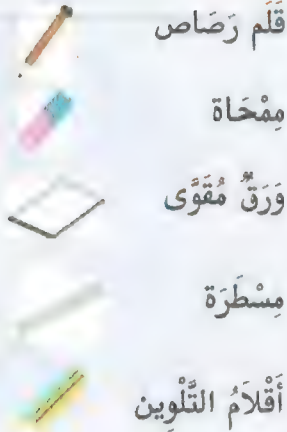 قَلَم رَصَاص
مِمْحَاة
وَرَقٌ مُقَوَّى
مِسْطَرَة
أَقْلَامُ التَّلْوِين